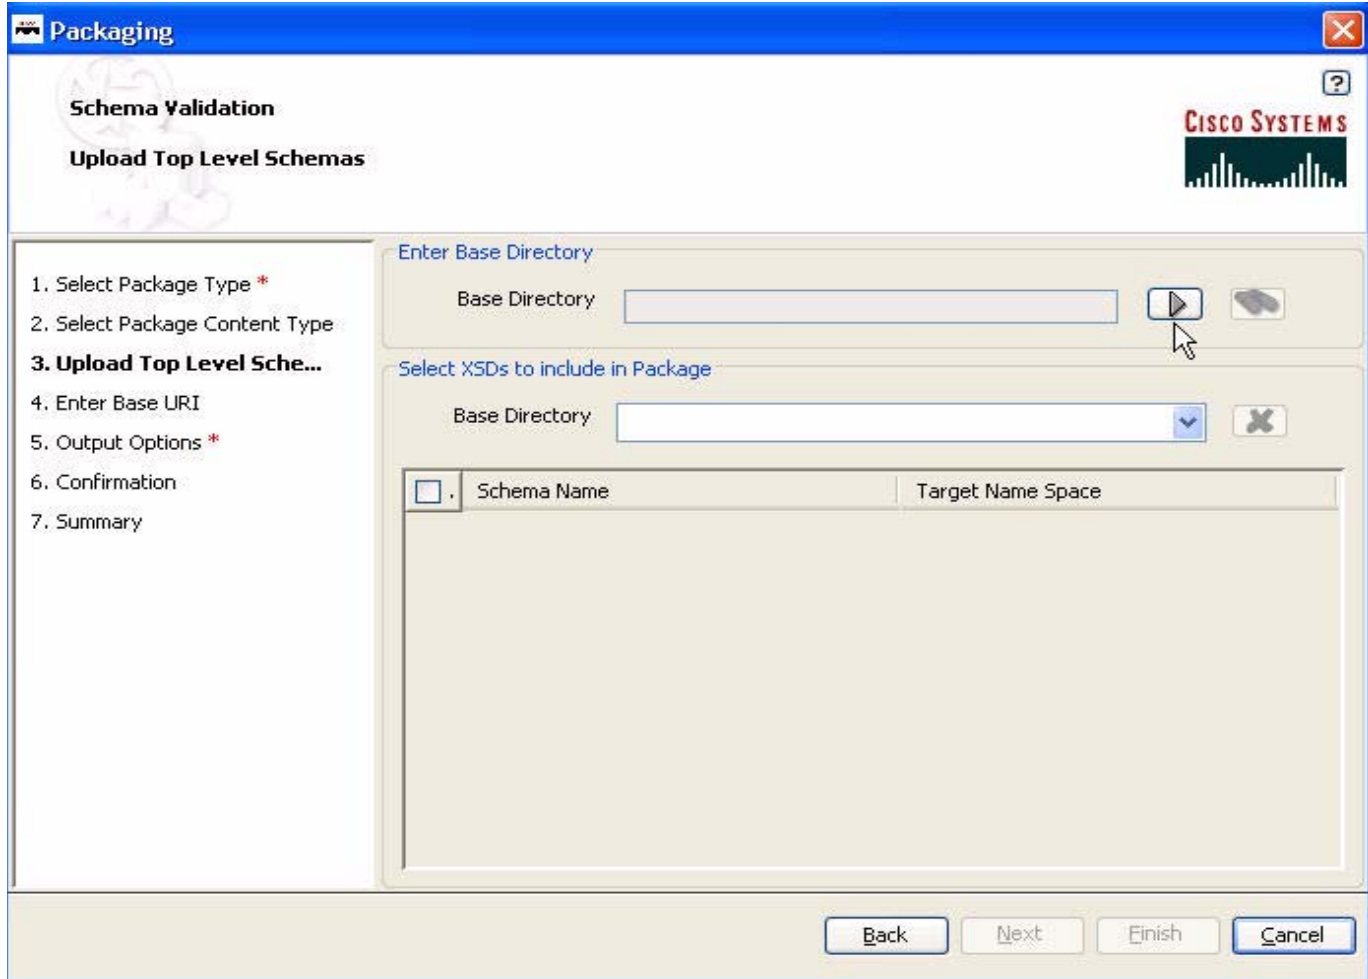 Packaging
Schema Validation
Upload Top Level Schemas
?
CISCO SYSTEMS
1. Select Package Type *
2. Select Package Content Type
3. Upload Top Level Sche...
4. Enter Base URI
5. Output Options *
6. Confirmation
7. Summary
Enter Base Directory
Base Directory
Select XSDs to include in Package
Base Directory
. Schema Name Target Name Space
Back Next Finish Cancel